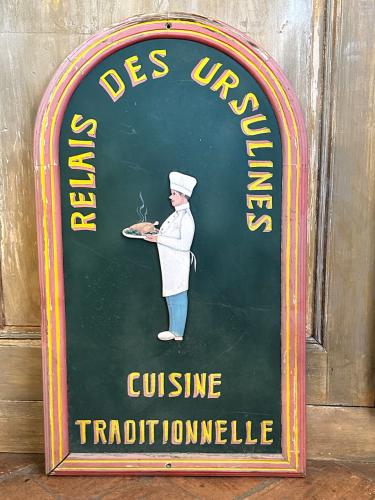 RELAIS DES URSULINES
CUISINE
TRADITIONNELLE